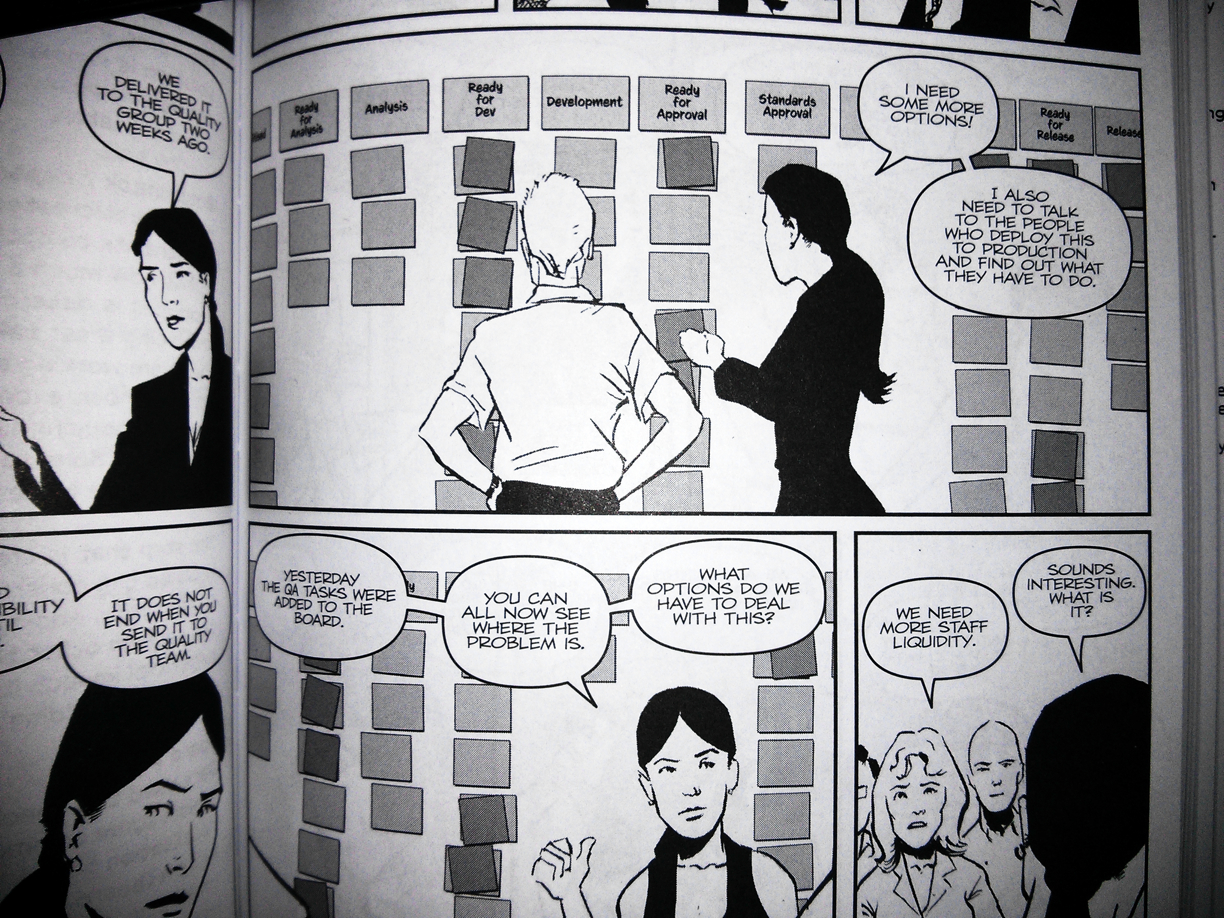 WE
DELIVERED IT
TO THE QUALITY
GROUP TWO
WEEKS AGO.
Ready
for
Analysis
Analysis
Ready
for
Dev
Development
Ready
for
Approval
Standards
Approval
Ready
for
Release
Release
I NEED
SOME MORE
OPTIONS!
I ALSO
NEED TO TALK
TO THE PEOPLE
WHO DEPLOY THIS
TO PRODUCTION
AND FIND OUT WHAT
THEY HAVE TO DO.
IT DOES NOT
END WHEN YOU
SEND IT TO
THE QUALITY
TEAM.
YESTERDAY
THE QA TASKS WERE
ADDED TO THE
BOARD.
YOU CAN
ALL NOW SEE
WHERE THE
PROBLEM IS.
WHAT
OPTIONS DO WE
HAVE TO DEAL
WITH THIS?
WE NEED
MORE STAFF
LIQUIDITY.
SOUNDS
INTERESTING.
WHAT IS
IT?